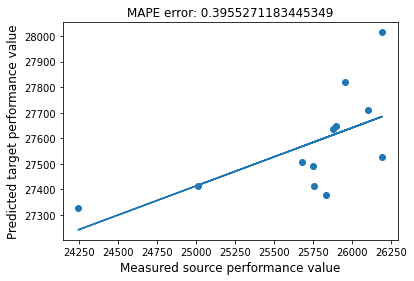 MAPE error: 0.3955271183445349
Predicted target performance value
28000
27900
27800
27700
27600
27500
27400
27300
24250 24500 24750 25000 25250 25500 25750 26000 26250
Measured source performance value